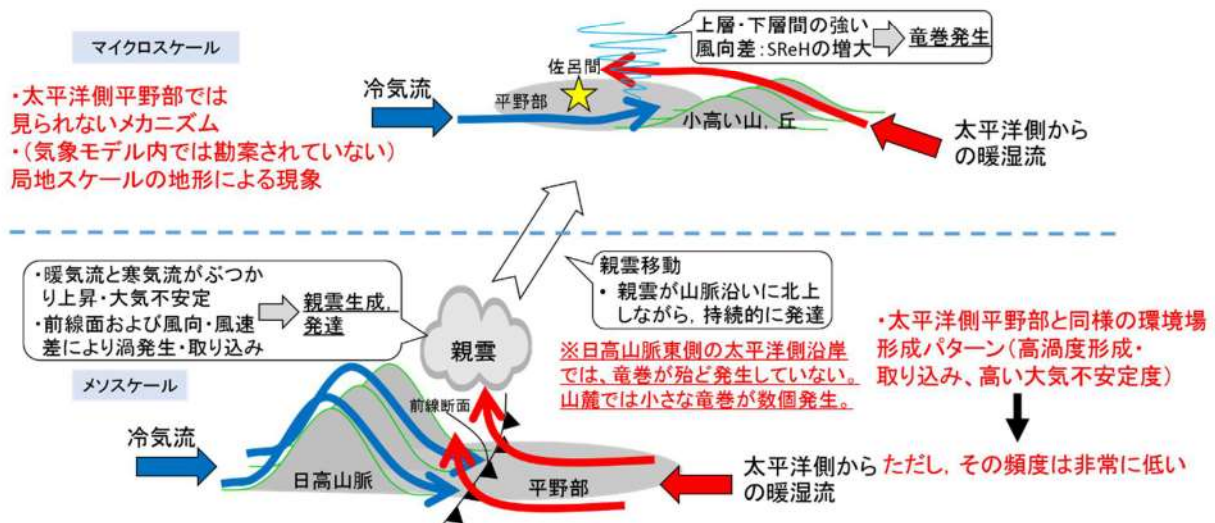 マイクロスケール
・太平洋側平野部では
見られないメカニズム
・(気象モデル内では勘案されていない)
局地スケールの地形による現象
冷気流
佐呂間
平野部
小高い山，丘
上層・下層間の強い
風向差：SReHの増大
竜巻発生
太平洋側から
の暖湿流
・暖気流と寒気流がぶつか
り上昇・大気不安定
・前線面および風向・風速
差により渦発生・取り込み
親雲生成，
発達
親雲
親雲移動
• 親雲が山脈沿いに北上
しながら，持続的に発達
※日高山脈東側の太平洋側沿岸
では、竜巻が殆ど発生していない。
山麓では小さな竜巻が数個発生。
・太平洋側平野部と同様の環境場
形成パターン(高渦度形成・
取り込み、高い大気不安定度)
ただし，その頻度は非常に低い
メソスケール
冷気流
日高山脈
前線断面
平野部
太平洋側から
の暖湿流